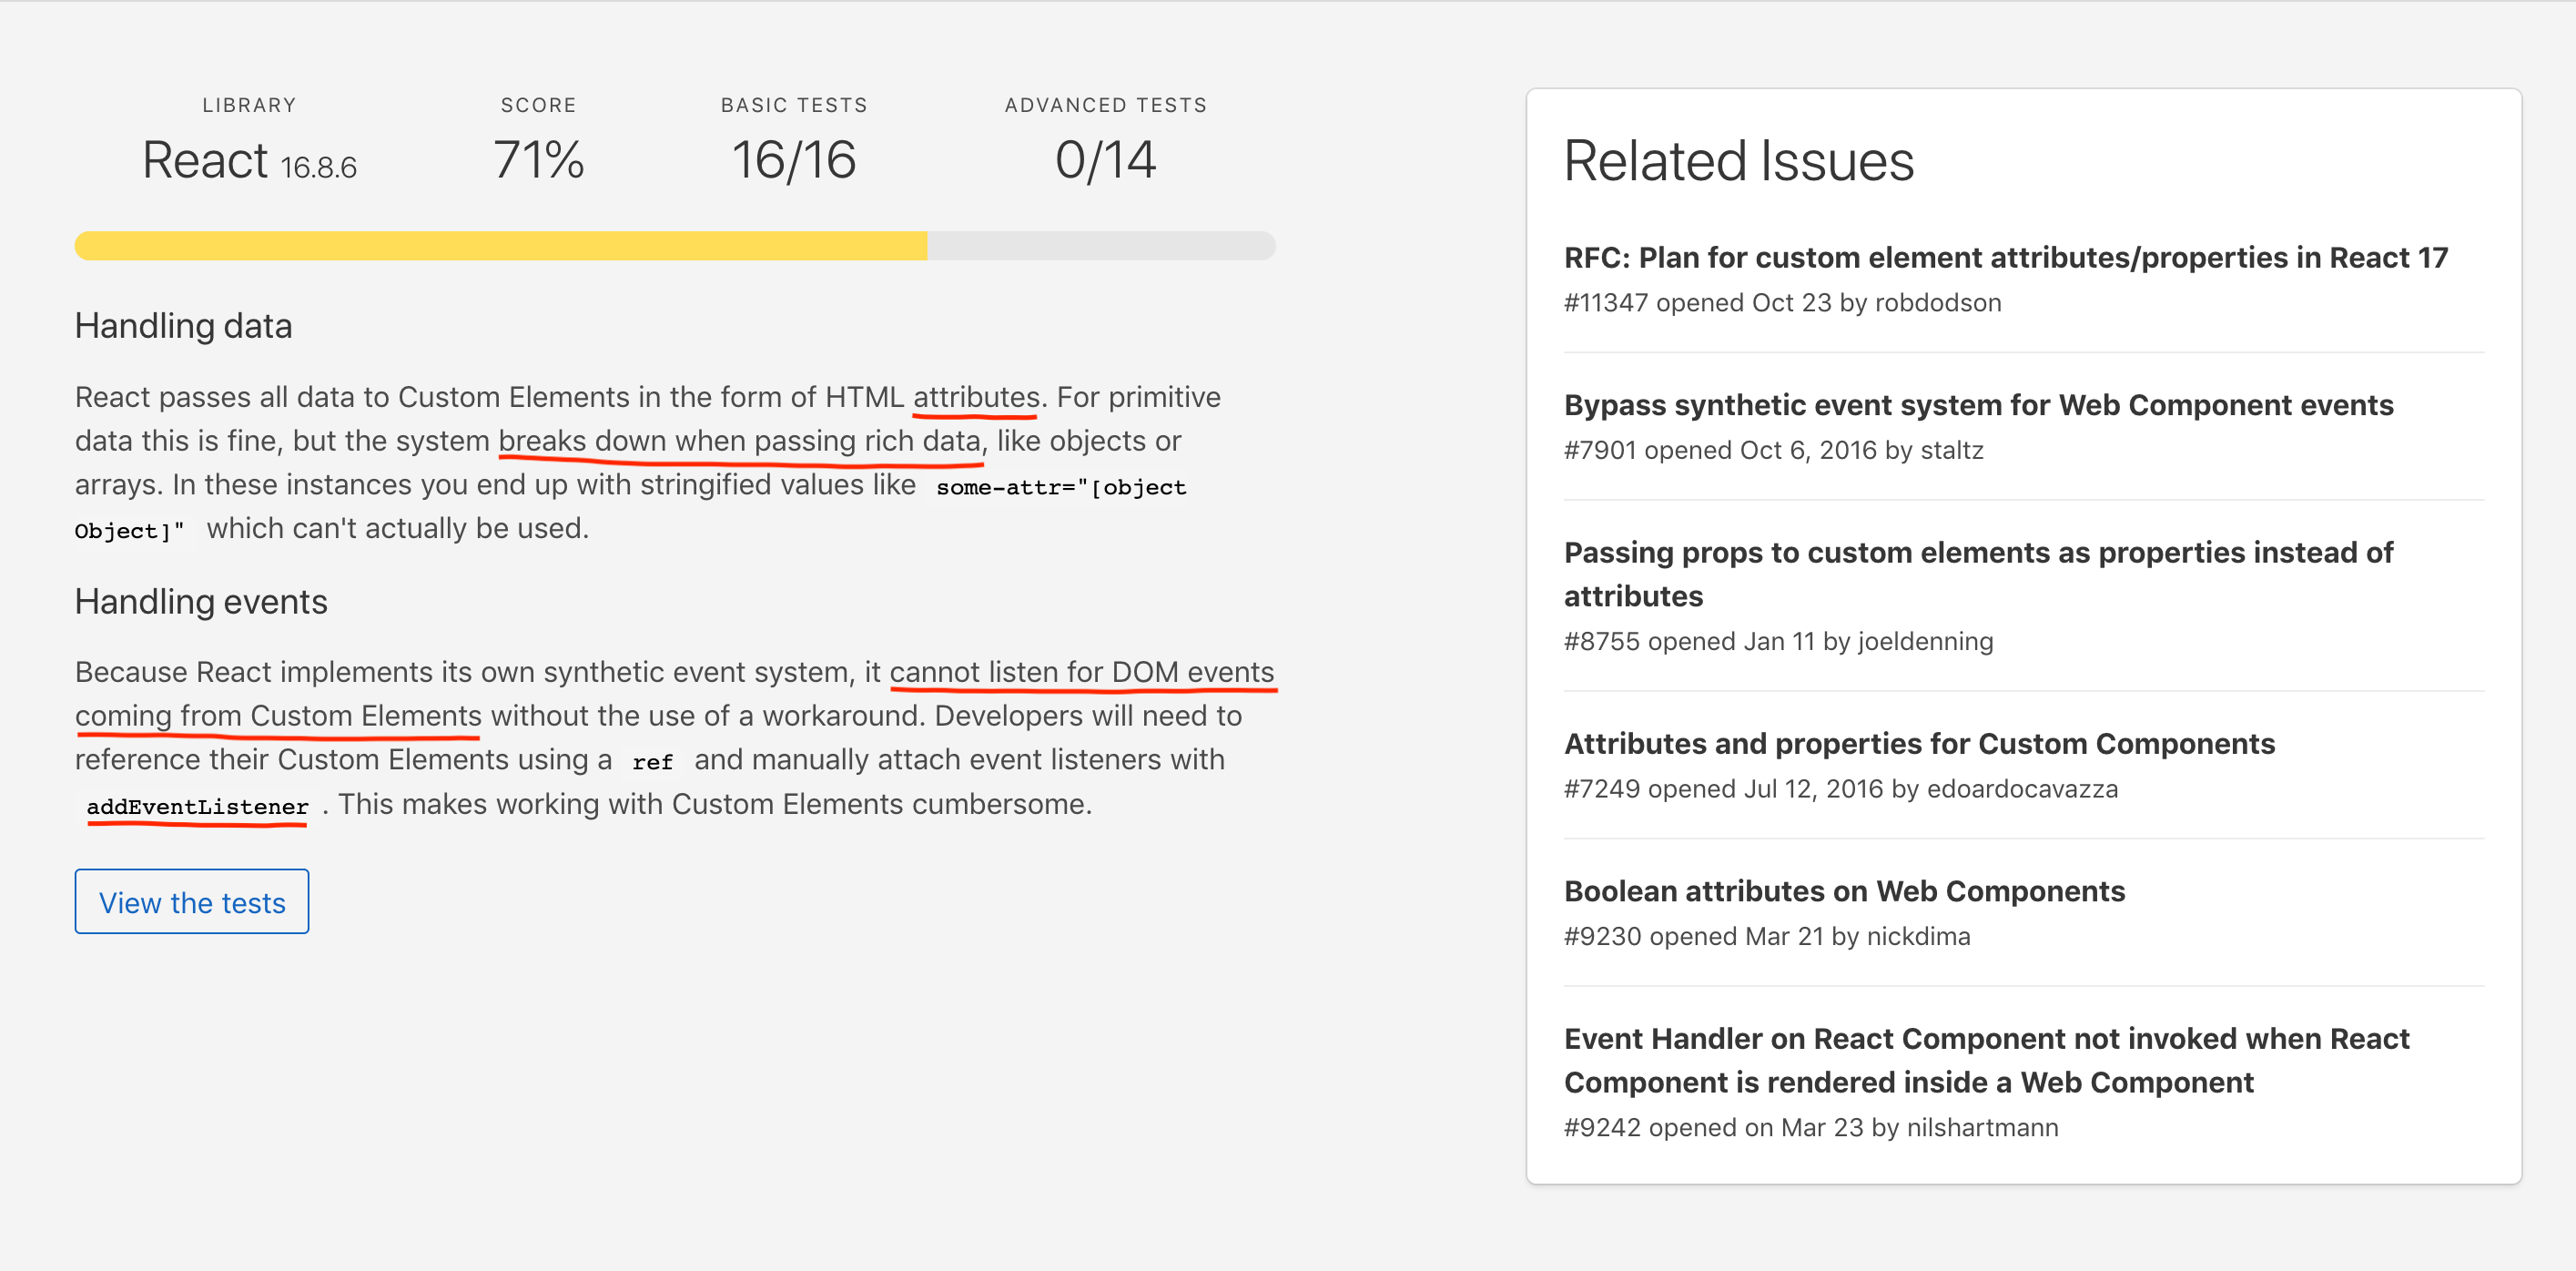 LIBRARY
React 16.8.6
SCORE
71%
BASIC TESTS
16/16
ADVANCED TESTS
0/14
Handling data
React passes all data to Custom Elements in the form of HTML attributes. For primitive
data this is fine, but the system breaks down when passing rich data, like objects or
arrays. In these instances you end up with stringified values like some-attr="[object
Object]" which can't actually be used.
Handling events
Because React implements its own synthetic event system, it cannot listen for DOM events
coming from Custom Elements without the use of a workaround. Developers will need to
reference their Custom Elements using a ref and manually attach event listeners with
addEventListener . This makes working with Custom Elements cumbersome.
View the tests
Related Issues
RFC: Plan for custom element attributes/properties in React 17
#11347 opened Oct 23 by robdodson
Bypass synthetic event system for Web Component events
#7901 opened Oct 6, 2016 by staltz
Passing props to custom elements as properties instead of
attributes
#8755 opened Jan 11 by joeldenning
Attributes and properties for Custom Components
#7249 opened Jul 12, 2016 by edoardocavazza
Boolean attributes on Web Components
#9230 opened Mar 21 by nickdima
Event Handler on React Component not invoked when React
Component is rendered inside a Web Component
#9242 opened on Mar 23 by nilshartmann